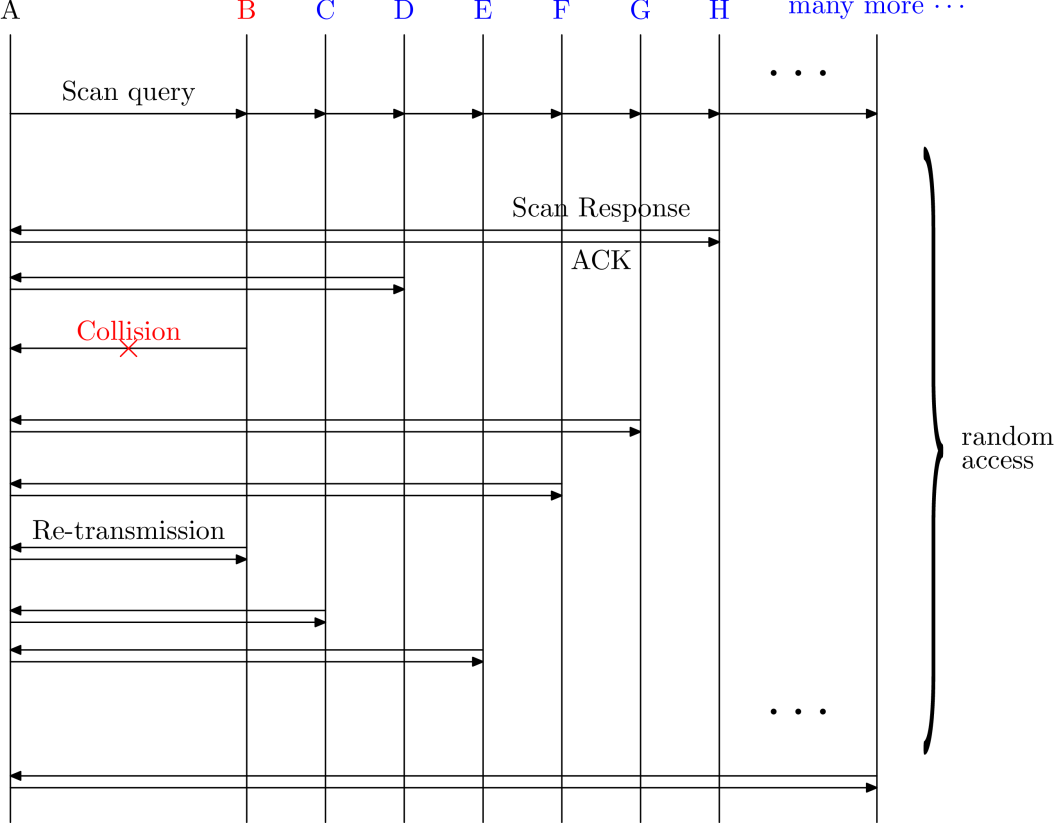 A B C D E F G H many more ⋯
Scan query
Scan Response
ACK
Collision
random
access
Re-transmission